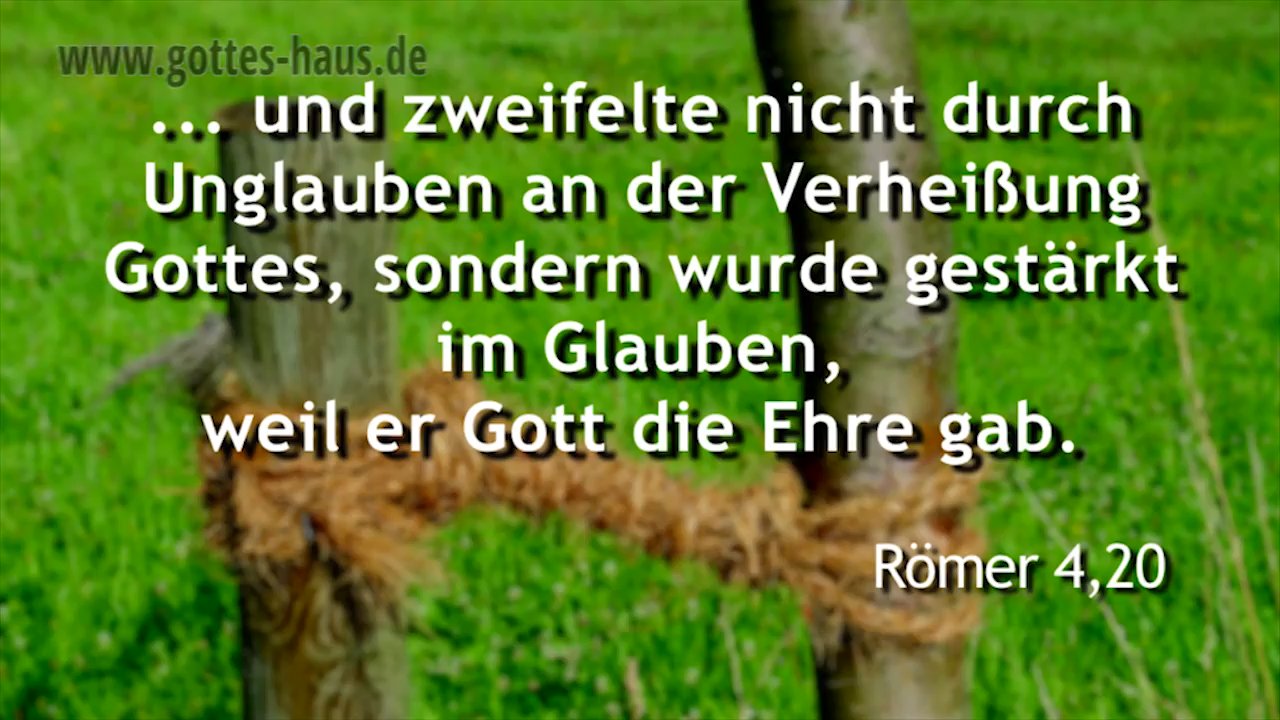 www.gottes-haus.de
... und zweifelte nicht durch
Unglauben an der Verheißung
Gottes, sondern wurde gestärkt
im Glauben,
weil er Gott die Ehre gab.
Römer 4,20